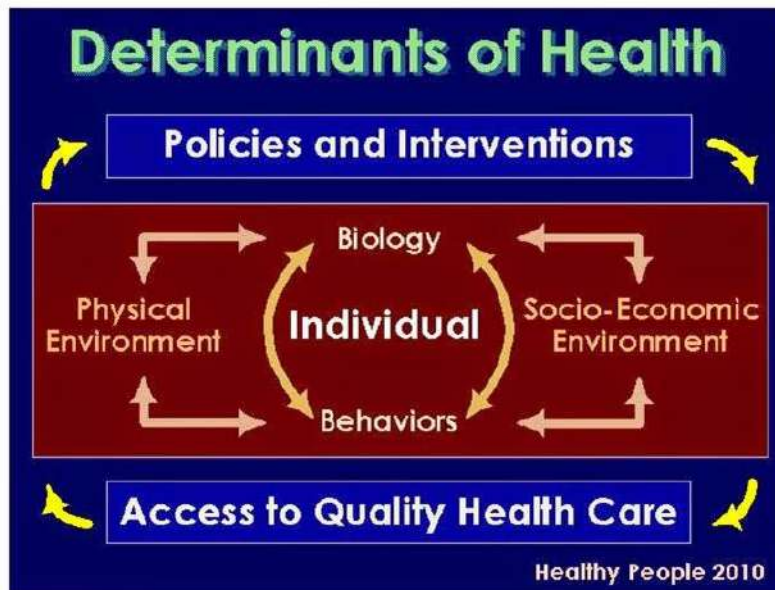 Determinants of Health
Policies and Interventions
Biology
Physical
Environment
Individual
Socio-Economic
Environment
Behaviors
Access to Quality Health Care
Healthy People 2010